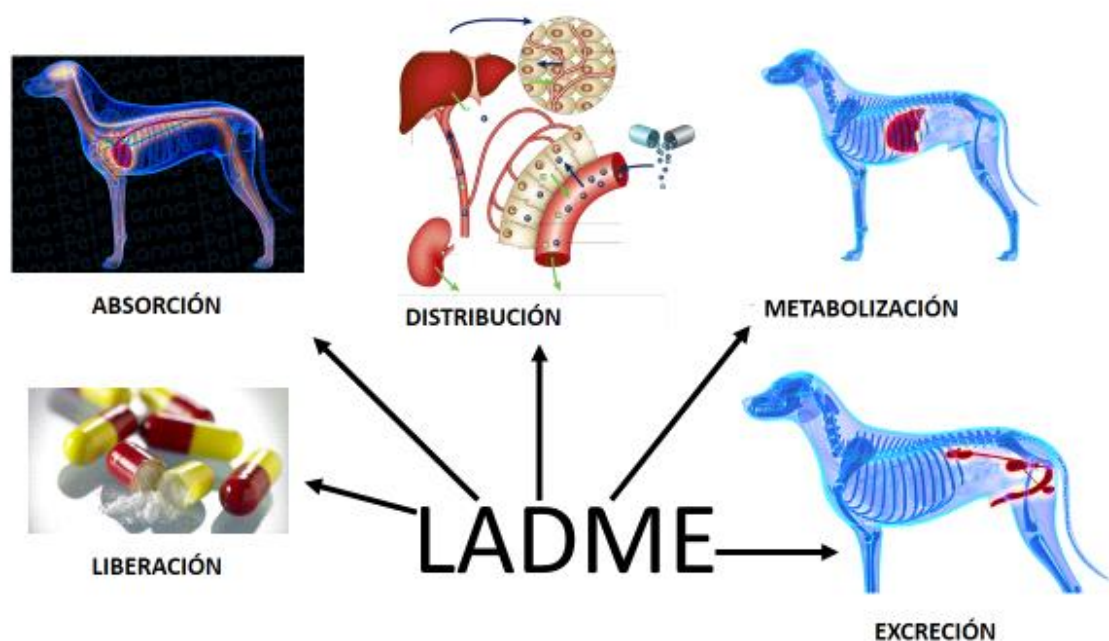 ABSORCIÓN
DISTRIBUCIÓN
METABOLIZACIÓN
LIBERACIÓN
LADME
EXCRECIÓN